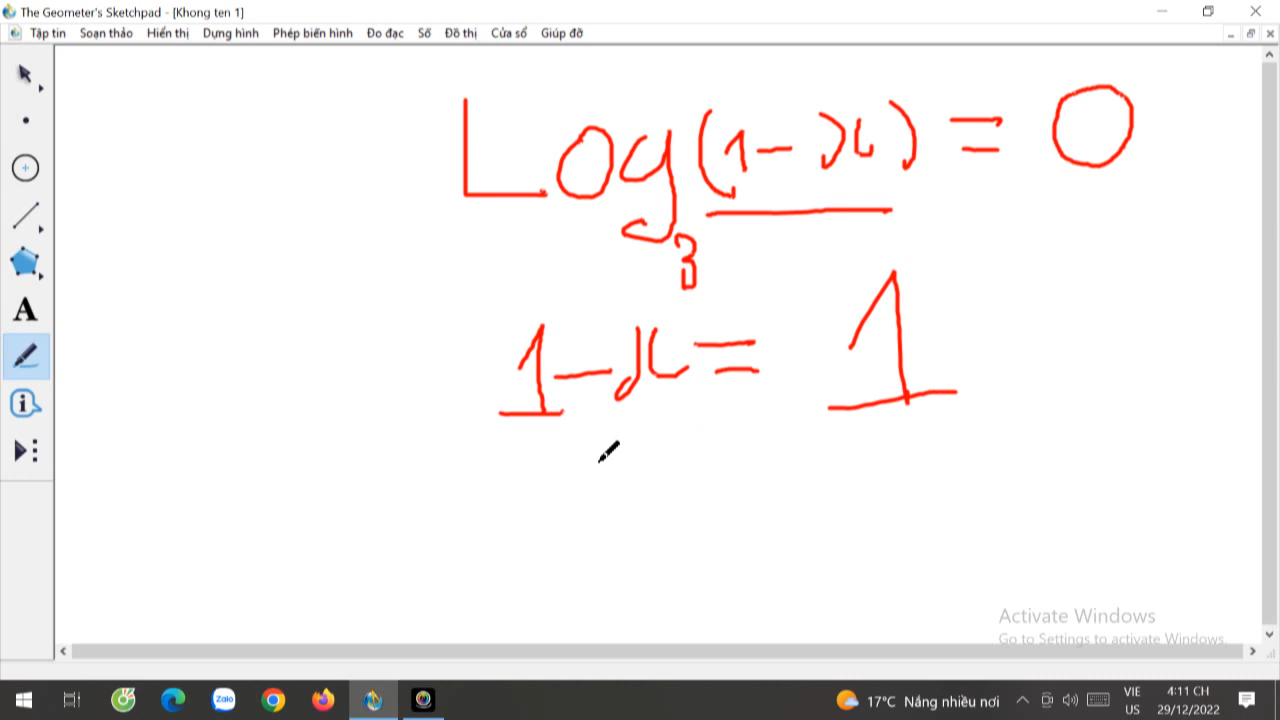 The Geometer's Sketchpad - [Khong ten 1]
Tập tin Soạn thảo Hiển thị Dựng hình Phép biến hình Đo đạc Số Đồ thị Cửa sổ Giúp đỡ
Log₃(1-x) = 0
1-x = 1
A
Activate Windows
Go to Settings to activate Windows.
Zalo
17°C Nắng nhiều nơi
VIE
US
4:11 CH
29/12/2022